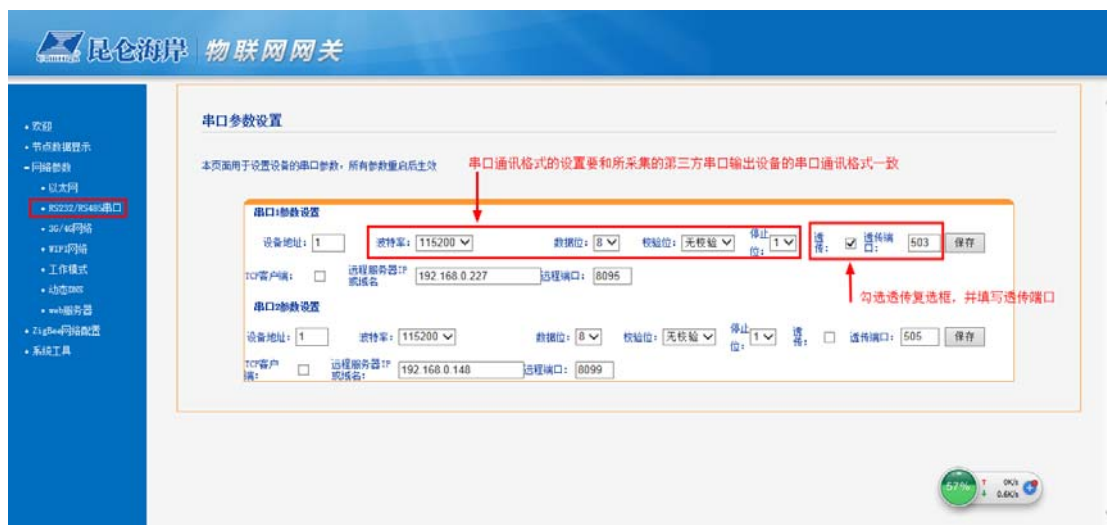 昆仑海岸 物联网网关
欢迎
节点数据显示
网络参数
以太网
RS232/RS485串口
3G/4G网络
WIFI网络
工作模式
动态DNS
web服务器
ZigBee网络配置
系统工具
串口参数设置
本页面用于设置设备的串口参数，所有参数重启后生效
串口通讯格式的设置要和所采集的第三方串口输出设备的串口通讯格式一致
串口1参数设置
设备地址: 1 波特率: 115200 数据位: 8 校验位: 无校验 停止位: 1 透传: 透传端口: 503 保存
TCP客户端: 远程服务器IP或域名 192.168.0.227 远程端口: 8095
勾选透传复选框，并填写透传端口
串口2参数设置
设备地址: 1 波特率: 115200 数据位: 8 校验位: 无校验 停止位: 1 透传: 透传端口: 505 保存
TCP客户端: 远程服务器IP或域名: 192.168.0.148 远程端口: 8099
57% 0K/s
0.6K/s